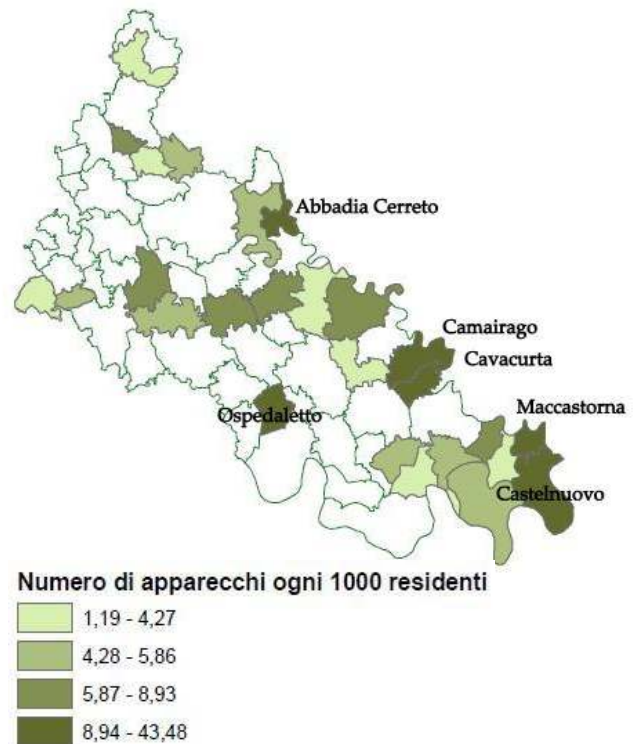 Abbadia Cerreto
Camairago
Cavacurta
Maccastorna
Ospedaletto
Castelnuovo
Numero di apparecchi ogni 1000 residenti
1,19 - 4,27
4,28 - 5,86
5,87 - 8,93
8,94 - 43,48